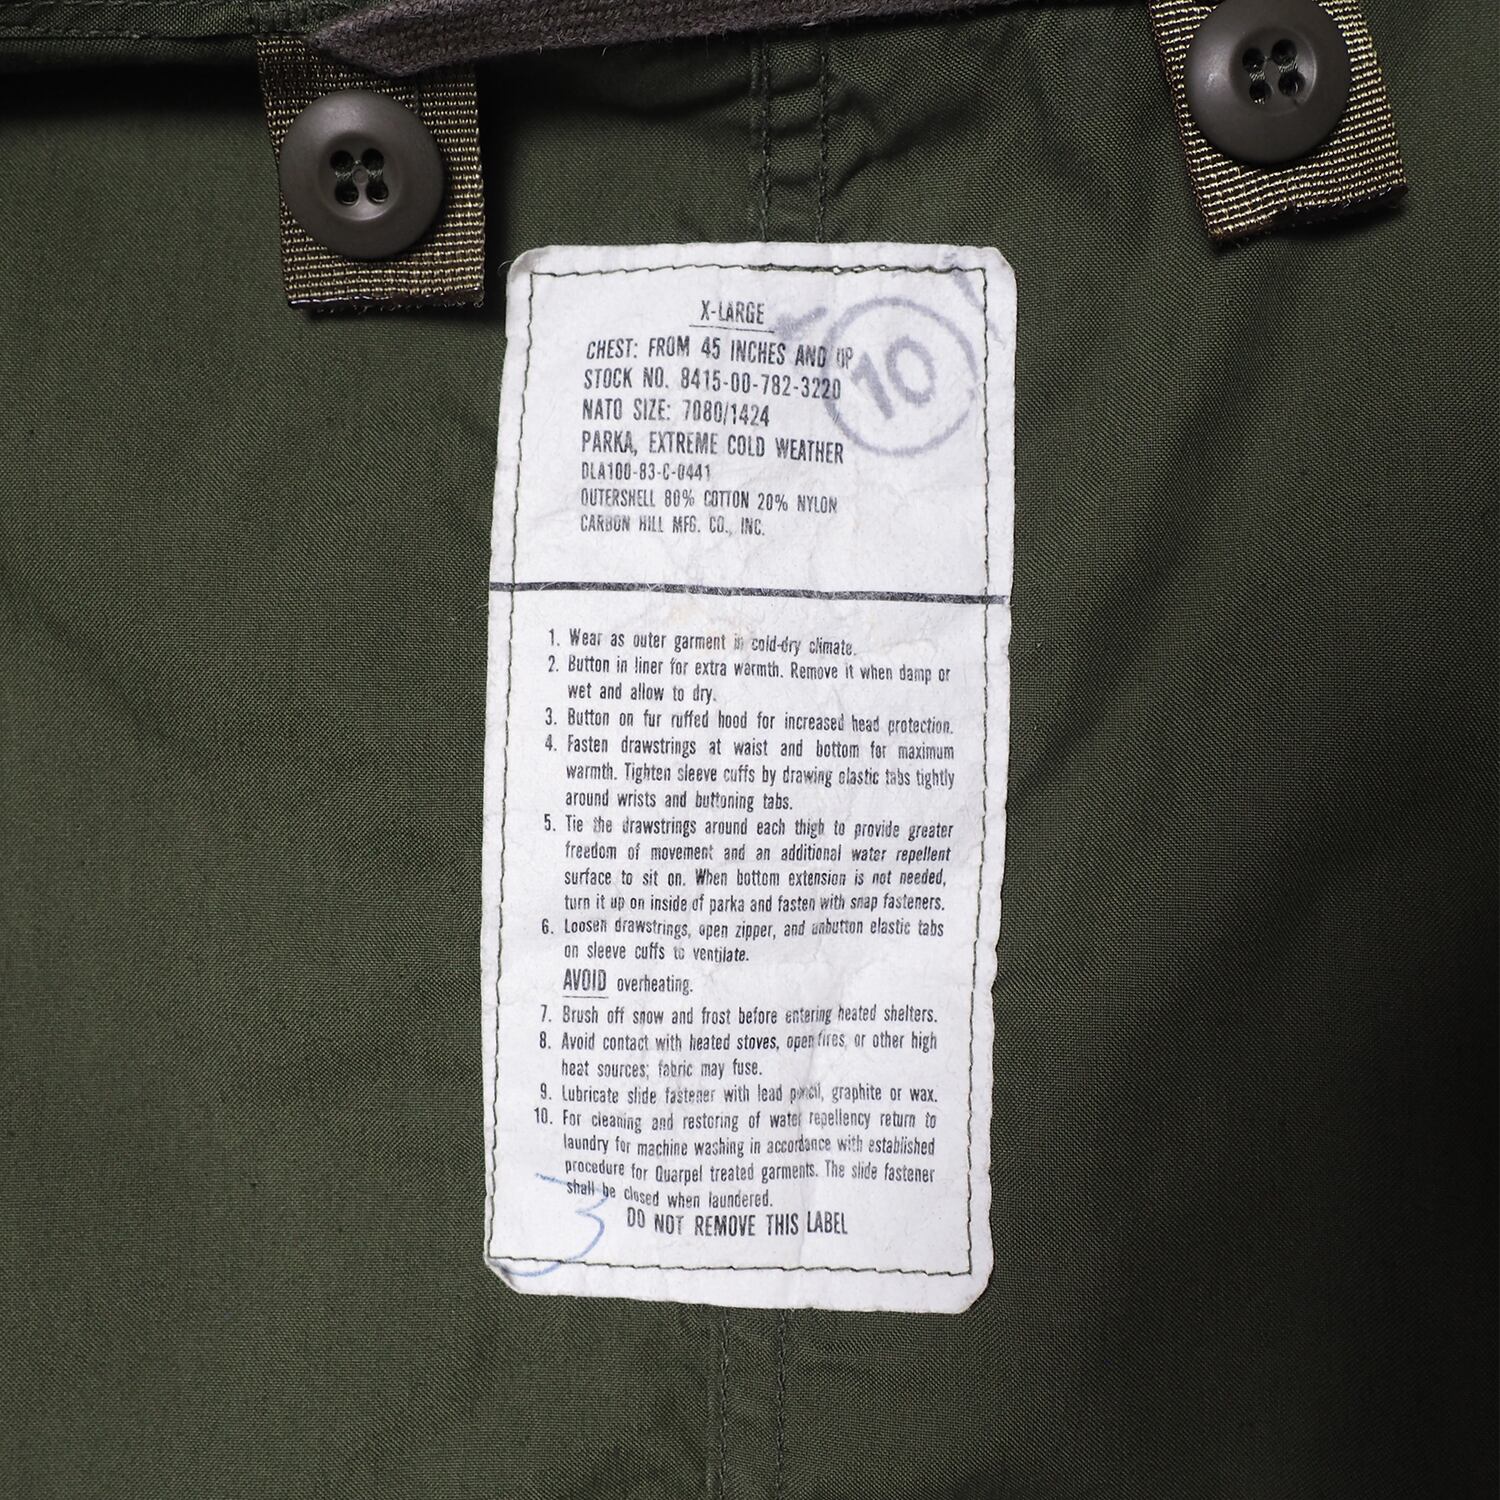 X-LARGE
10
CHEST: FROM 45 INCHES AND UP
STOCK NO. 8415-00-782-3220
NATO SIZE: 7080/1424
PARKA, EXTREME COLD WEATHER
DLA100-83-C-0441
OUTERSHELL 80% COTTON 20% NYLON
CARBON HILL MFG. CO., INC.
1. Wear as outer garment in cold-dry climate.
2. Button in liner for extra warmth. Remove it when damp or
wet and allow to dry.
3. Button on fur ruffed hood for increased head protection.
4. Fasten drawstrings at waist and bottom for maximum
warmth. Tighten sleeve cuffs by drawing elastic tabs tightly
around wrists and buttoning tabs.
5. Tie the drawstrings around each thigh to provide greater
freedom of movement and an additional water repellent
surface to sit on. When bottom extension is not needed,
turn it up on inside of parka and fasten with snap fasteners.
6. Loosen drawstrings, open zipper, and unbutton elastic tabs
on sleeve cuffs to ventilate.
AVOID overheating.
7. Brush off snow and frost before entering heated shelters.
8. Avoid contact with heated stoves, open fires, or other high
heat sources; fabric may fuse.
9. Lubricate slide fastener with lead pencil, graphite or wax.
10. For cleaning and restoring of water repellency return to
laundry for machine washing in accordance with established
procedure for Quarpel treated garments. The slide fastener
shall be closed when laundered.
3
DO NOT REMOVE THIS LABEL